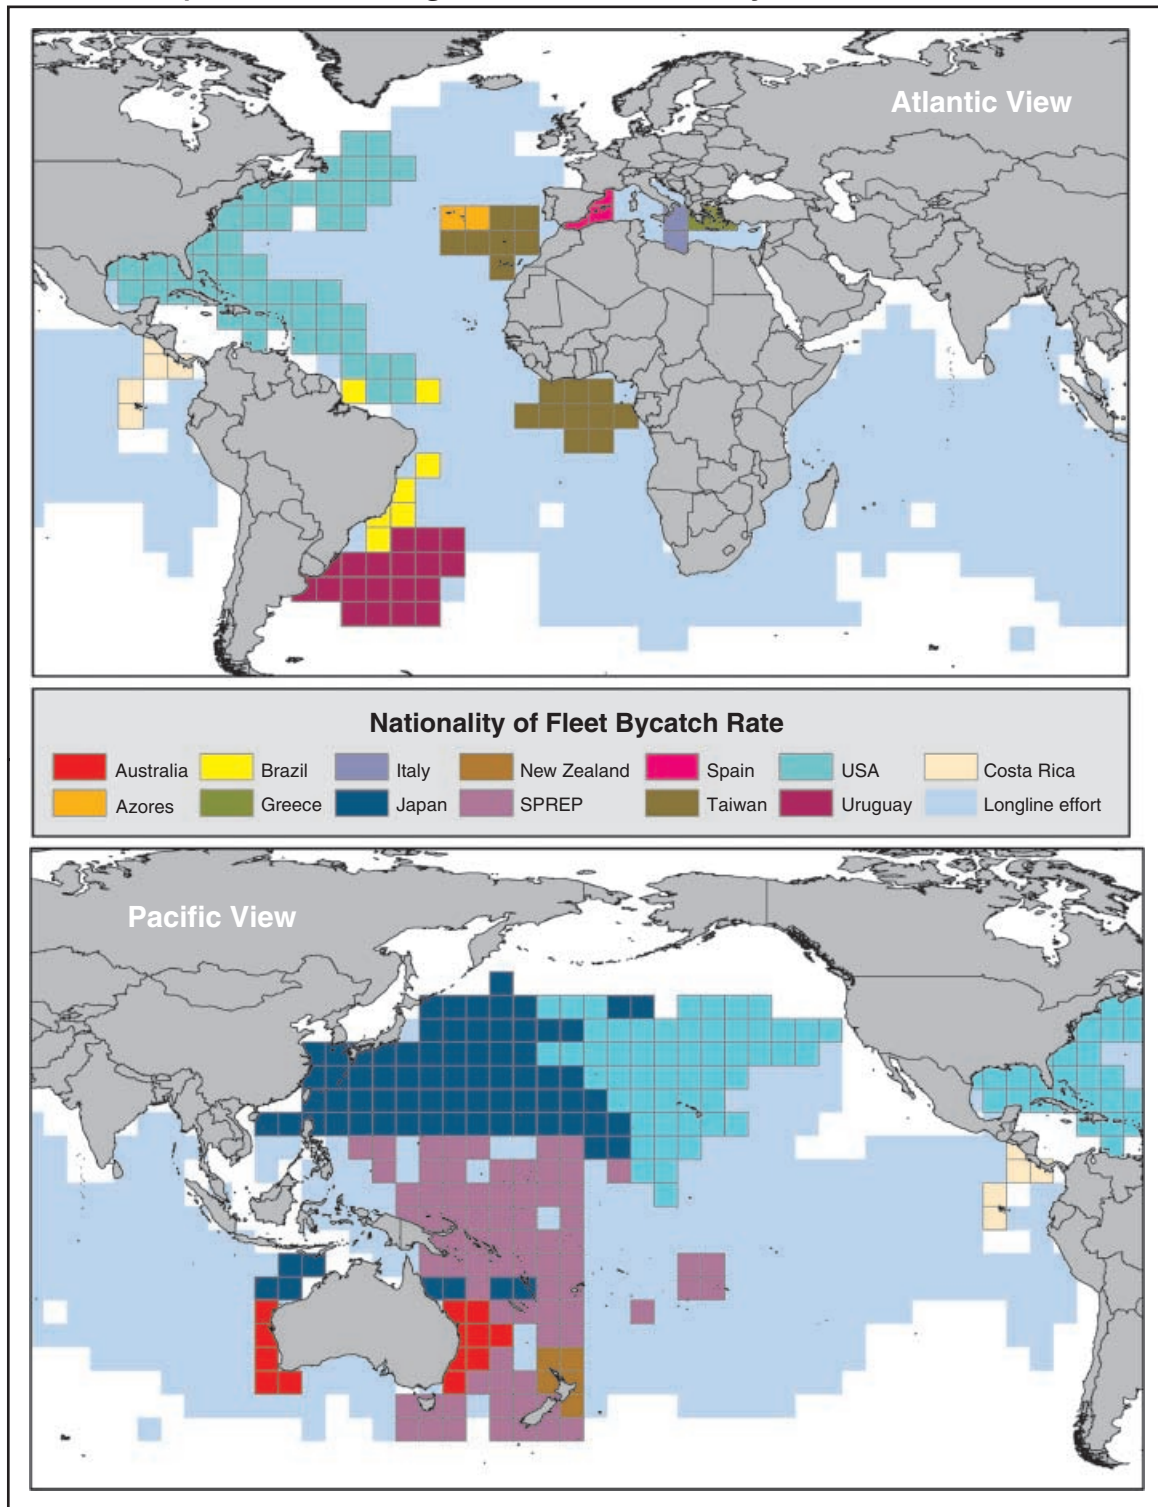 Atlantic View
Nationality of Fleet Bycatch Rate
Australia Brazil Italy New Zealand Spain USA Costa Rica
Azores Greece Japan SPREP Taiwan Uruguay Longline effort
Pacific View